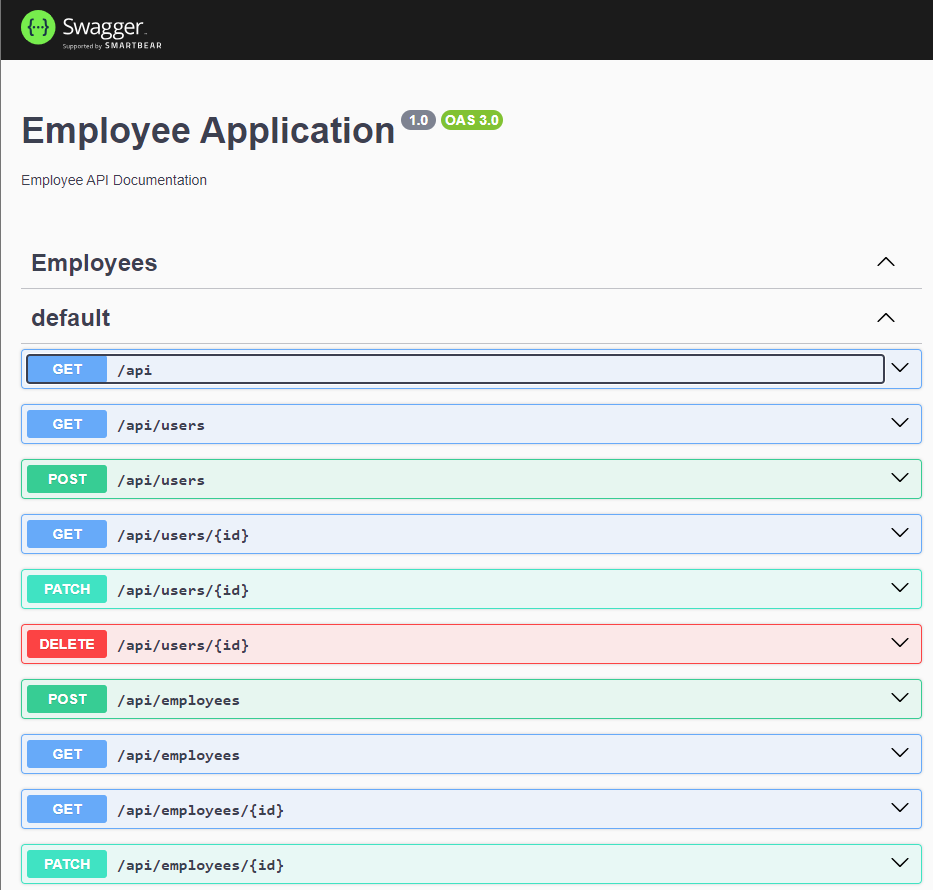 {···} Swagger.
Supported by SMARTBEAR
Employee Application 1.0 OAS 3.0
Employee API Documentation
Employees
default
GET /api
GET /api/users
POST /api/users
GET /api/users/{id}
PATCH /api/users/{id}
DELETE /api/users/{id}
POST /api/employees
GET /api/employees
GET /api/employees/{id}
PATCH /api/employees/{id}